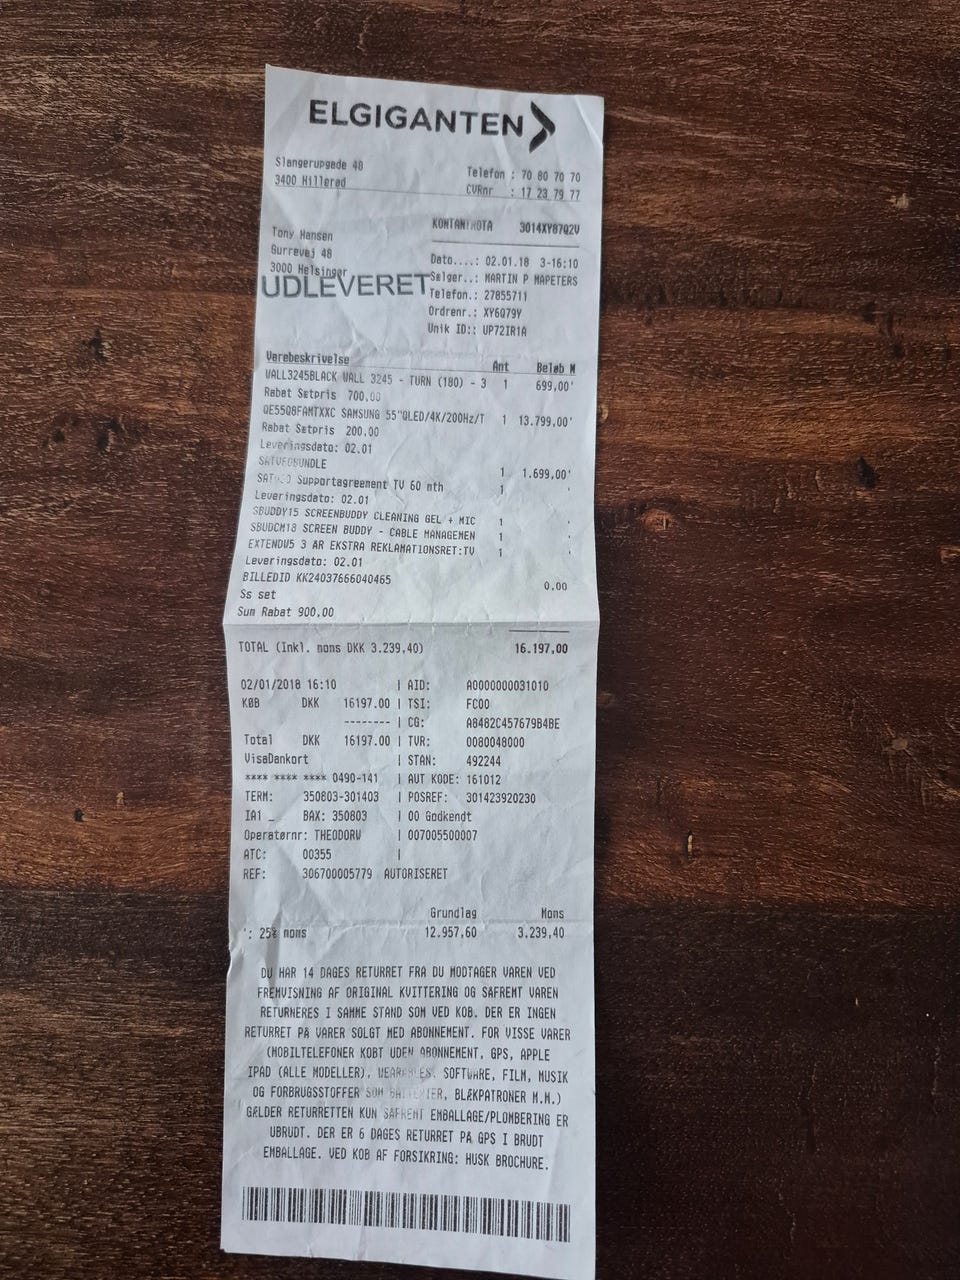 ELGIGANTEN
Slangerupgade 48
3400 Hillerød
Telefon : 70 80 70 70
CVRnr : 17 23 79 77
KONTANTNOTA 3014XY87Q2V
Tony Hansen
Gurrevej 48
3000 Helsingør
UDLEVERET
Dato....: 02.01.18 3-16:10
Sælger..: MARTIN P MAPETERS
Telefon.: 27855711
Ordrenr.: XY6Q79Y
Unik ID:: UP72IR1A
Varebeskrivelse Ant Beløb M
WALL3245BLACK WALL 3245 - TURN (180) - 3 1 699,00'
Rabat Sætpris 700,00
QE55Q8FAMTXXC SAMSUNG 55"QLED/4K/200Hz/T 1 13.799,00'
Rabat Sætpris 200,00
Leveringsdato: 02.01
1 1.699,00'
Supportagreement TV 60 mth 1 '
Leveringsdato: 02.01
SBUDDY15 SCREENBUDDY CLEANING GEL + MIC 1 '
SBUDCM18 SCREEN BUDDY - CABLE MANAGEMEN 1 '
EXTENDW5 3 ÅR EKSTRA REKLAMATIONSRET:TV 1 '
Leveringsdato: 02.01
BILLEDID KK24037666040465 0.00
Ss sæt
Sum Rabat 900,00
TOTAL (Inkl. moms DKK 3.239,40) 16.197,00
02/01/2018 16:10 | AID: A0000000031010
KØB DKK 16197.00 | TSI: FC00
-------- | CG: A8482C457679B4BE
Total DKK 16197.00 | TVR: 0080048000
VisaDankort | STAN: 492244
**** **** **** 0490-141 | AUT KODE: 161012
TERM: 350803-301403 | POSREF: 301423920230
IA1 _ BAX: 350803 | 00 Godkendt
Operatørnr: THEODORW | 007005500007
ATC: 00355 |
REF: 306700005779 AUTORISERET
Grundlag Moms
': 25% moms 12.957,60 3.239,40
DU HAR 14 DAGES RETURRET FRA DU MODTAGER VAREN VED
FREMVISNING AF ORIGINAL KVITTERING OG SÅFREMT VAREN
RETURNERES I SAMME STAND SOM VED KØB. DER ER INGEN
RETURRET PÅ VARER SOLGT MED ABONNEMENT. FOR VISSE VARER
(MOBILTELEFONER KØBT UDEN ABONNEMENT, GPS, APPLE
IPAD (ALLE MODELLER), WEARABLES, SOFTWARE, FILM, MUSIK
OG FORBRUGSSTOFFER SOM BATTERIER, BLÆKPATRONER M.M.)
GÆLDER RETURRETTEN KUN SÅFREMT EMBALLAGE/PLOMBERING ER
UBRUDT. DER ER 6 DAGES RETURRET PÅ GPS I BRUDT
EMBALLAGE. VED KØB AF FORSIKRING: HUSK BROCHURE.